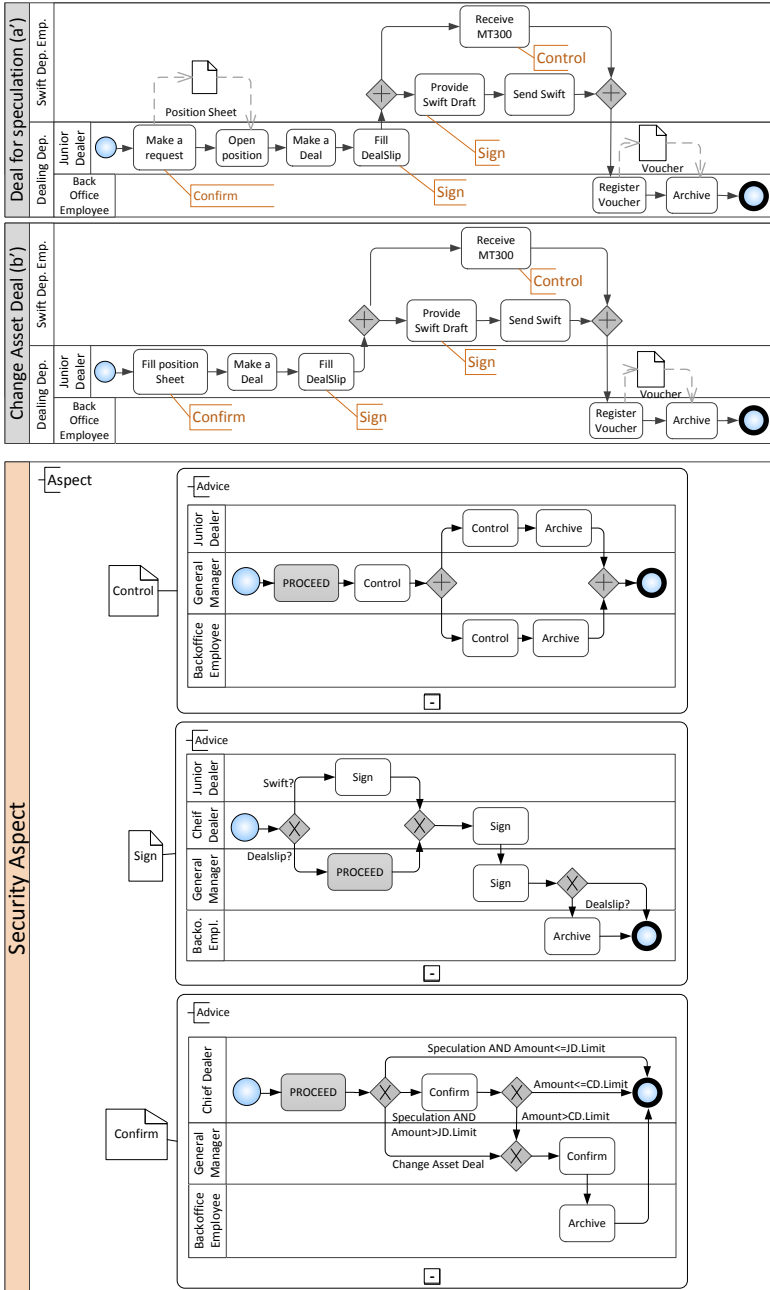 Deal for speculation (a’)
Swift Dep. Emp.
Dealing Dep.
Junior
Dealer
Back
Office
Employee
Receive
MT300
Control
Position Sheet
Provide
Swift Draft
Send Swift
Sign
Make a
request
Open
position
Make a
Deal
Fill
DealSlip
Confirm
Sign
Voucher
Register
Voucher
Archive
Change Asset Deal (b’)
Swift Dep. Emp.
Dealing Dep.
Junior
Dealer
Back
Office
Employee
Receive
MT300
Control
Provide
Swift Draft
Send Swift
Sign
Fill position
Sheet
Make a
Deal
Fill
DealSlip
Confirm
Sign
Voucher
Register
Voucher
Archive
Security Aspect
Aspect
Control
Advice
Junior
Dealer
General
Manager
Backoffice
Employee
Control
Archive
PROCEED
Control
Control
Archive
-
Sign
Advice
Junior
Dealer
Cheif
Dealer
General
Manager
Backo.
Empl.
Swift?
Sign
Dealslip?
Sign
PROCEED
Sign
Dealslip?
Archive
-
Confirm
Advice
Chief Dealer
General
Manager
Backoffice
Employee
Speculation AND Amount<=JD.Limit
PROCEED
Confirm
Amount<=CD.Limit
Speculation AND
Amount>JD.Limit
Amount>CD.Limit
Change Asset Deal
Confirm
Archive
-